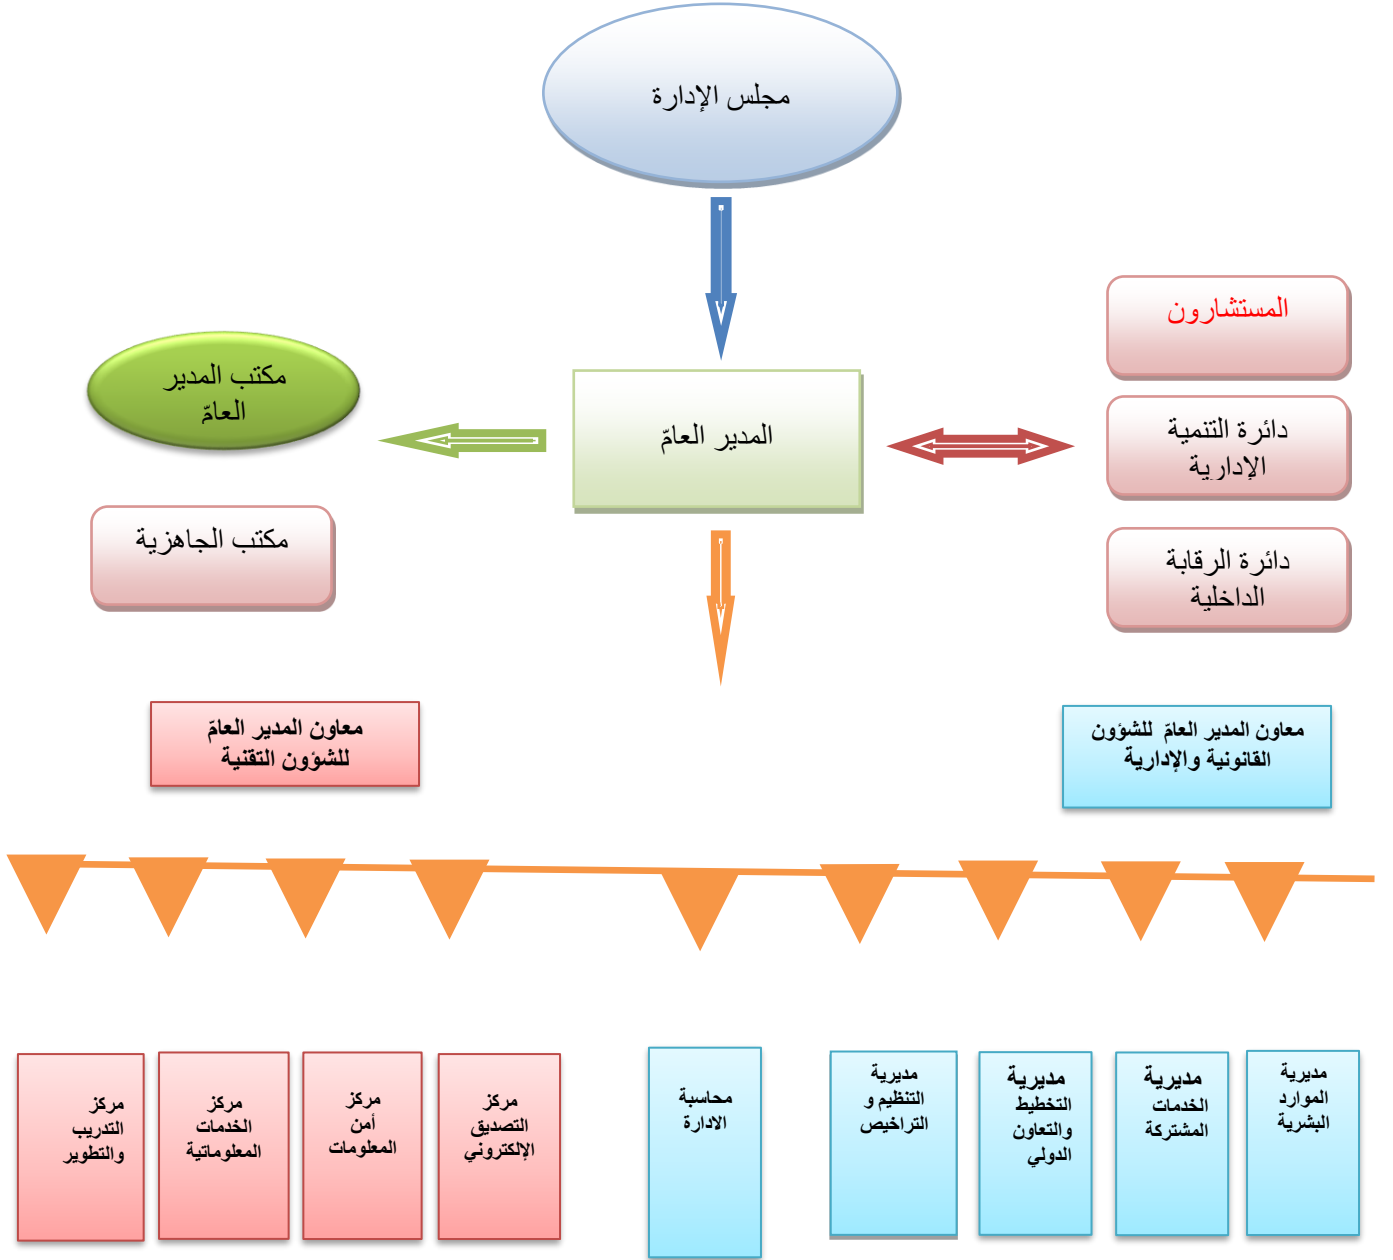 مجلس الإدارة
المستشارون
دائرة التنمية
الإدارية
دائرة الرقابة
الداخلية
المدير العامّ
مكتب المدير
العامّ
مكتب الجاهزية
معاون المدير العامّ للشؤون
القانونية والإدارية
معاون المدير العامّ
للشؤون التقنية
مديرية
الموارد
البشرية
مديرية
الخدمات
المشتركة
مديرية
التخطيط
والتعاون
الدولي
مديرية
التنظيم و
التراخيص
محاسبة
الادارة
مركز
التصديق
الإلكتروني
مركز
أمن
المعلومات
مركز
الخدمات
المعلوماتية
مركز
التدريب
والتطوير